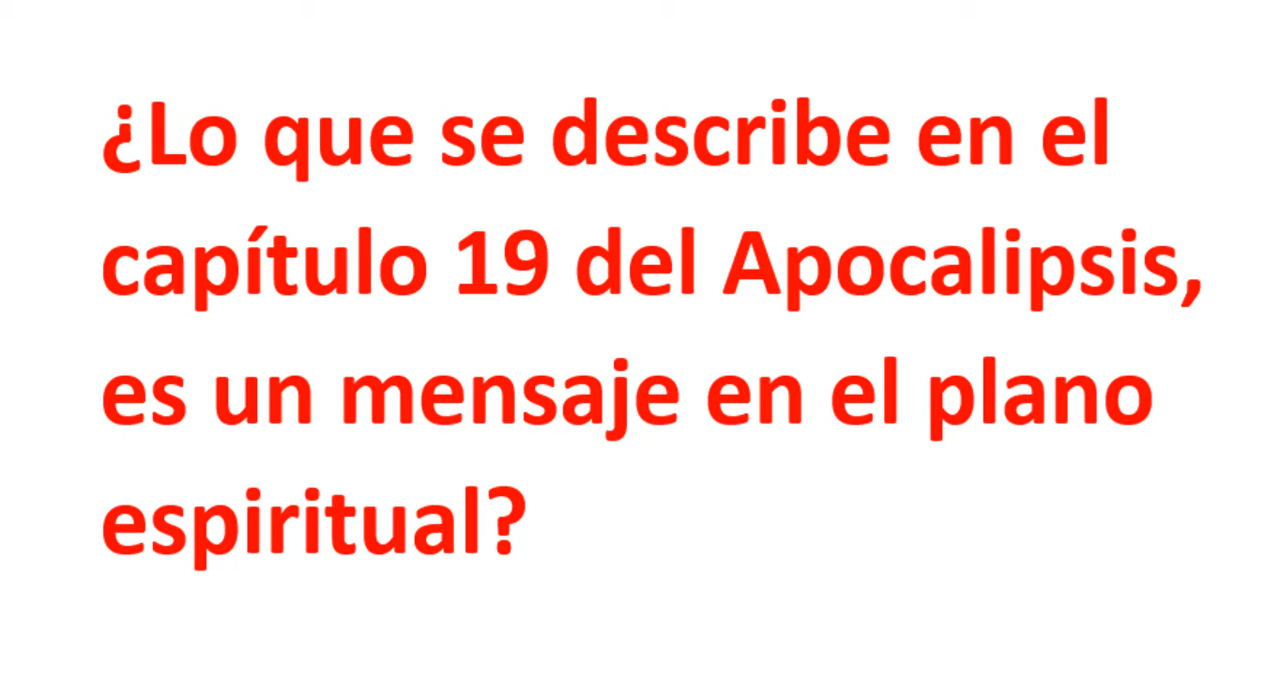 ¿Lo que se describe en el
capítulo 19 del Apocalipsis,
es un mensaje en el plano
espiritual?